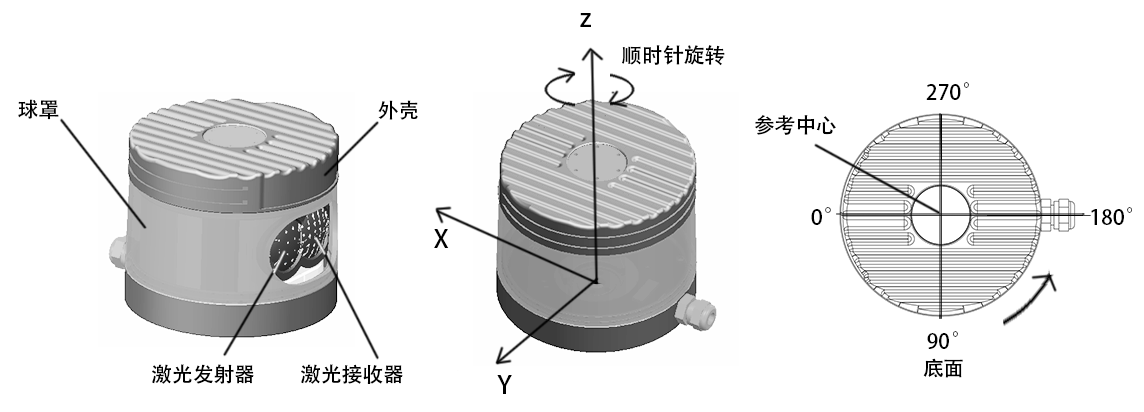 球罩
外壳
激光发射器
激光接收器
Z
顺时针旋转
X
Y
270°
参考中心
0°
180°
90°
底面